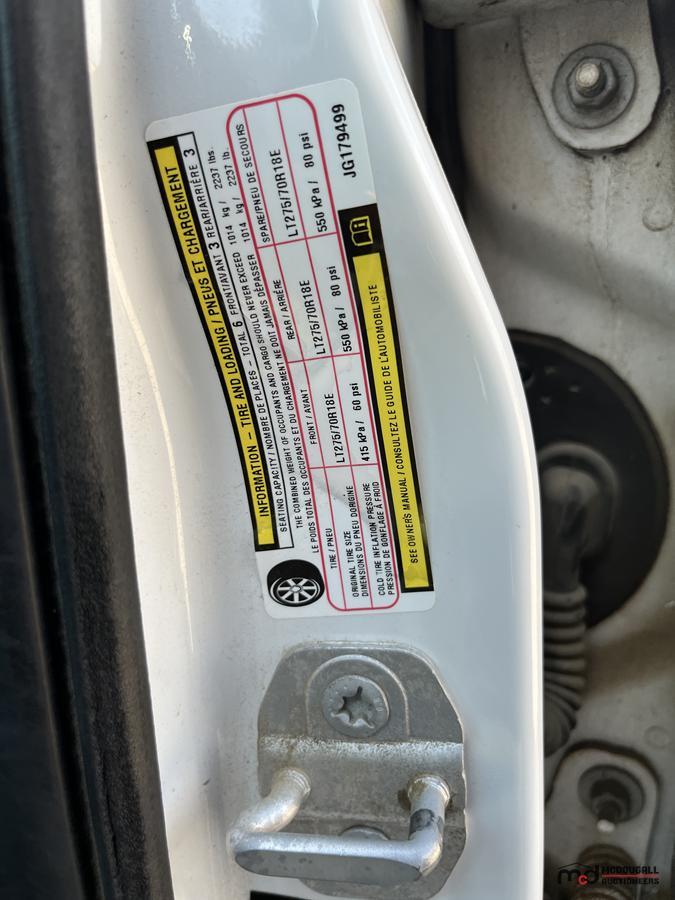 INFORMATION – TIRE AND LOADING / PNEUS ET CHARGEMENT
SEATING CAPACITY / NOMBRE DE PLACES – TOTAL 6 FRONT/AVANT 3 REAR/ARRIÈRE 3
THE COMBINED WEIGHT OF OCCUPANTS AND CARGO SHOULD NEVER EXCEED 1014 kg / 2237 lbs.
LE POIDS TOTAL DES OCCUPANTS ET DU CHARGEMENT NE DOIT JAMAIS DÉPASSER 1014 kg / 2237 lb.
TIRE / PNEU FRONT / AVANT REAR / ARRIÈRE SPARE/PNEU DE SECOURS
ORIGINAL TIRE SIZE
DIMENSIONS DU PNEU DORIGINE
LT275/70R18E LT275/70R18E LT275/70R18E
COLD TIRE INFLATION PRESSURE
PRESSION DE GONFLAGE À FROID
415 kPa / 60 psi 550 kPa / 80 psi 550 kPa / 80 psi
SEE OWNERS MANUAL / CONSULTEZ LE GUIDE DE L'AUTOMOBILISTE
JG179499
mcd MCDOUGALL
AUCTIONEERS